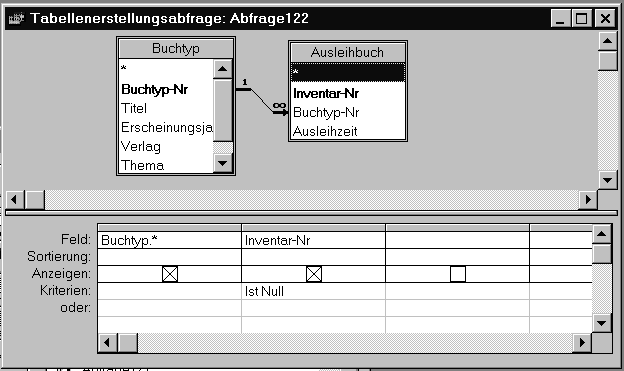 Tabellenerstellungsabfrage: Abfrage122
Buchtyp
*
Buchtyp-Nr
Titel
Erscheinungsja
Verlag
Thema
1
∞
Ausleihbuch
*
Inventar-Nr
Buchtyp-Nr
Ausleihzeit
Feld: Buchtyp.* Inventar-Nr
Sortierung:
Anzeigen:
Kriterien: Ist Null
oder: